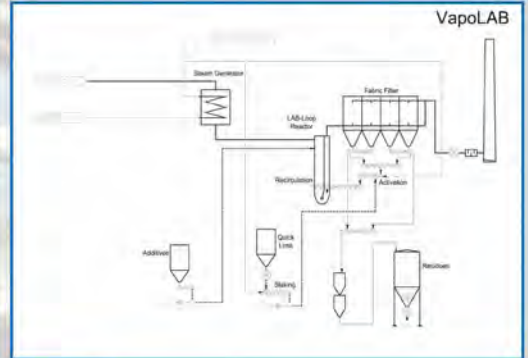 VapoLAB
Steam Generator
Fabric Filter
LAB-Loop
Reactor
Recirculation
Activation
Additives
Quick
Lime
Slaking
Residues